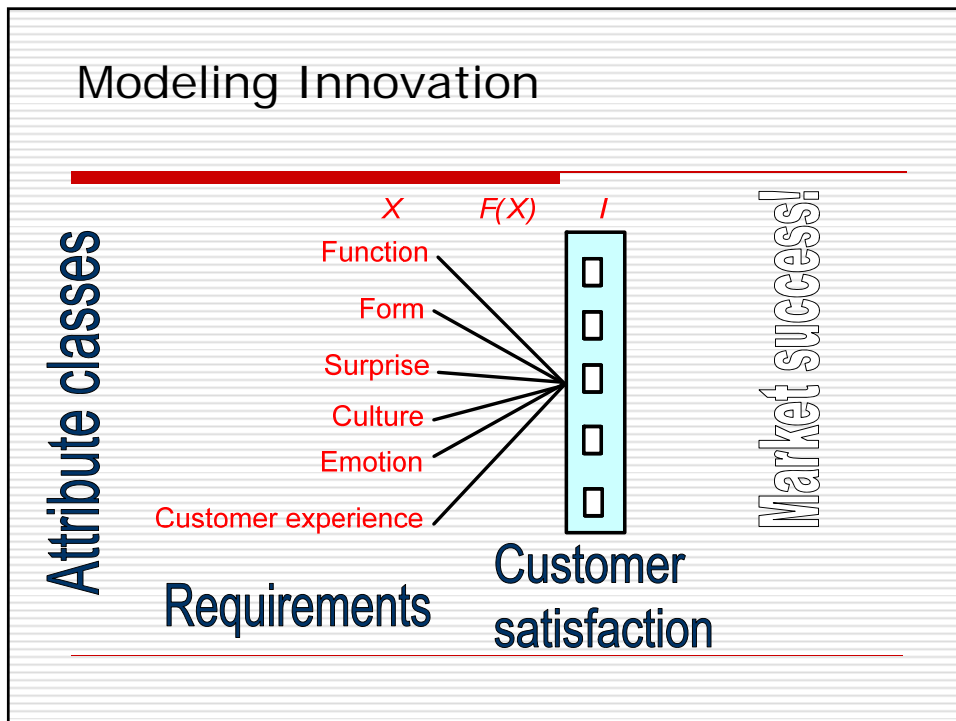 Modeling Innovation
X F(X) I
Function
Form
Surprise
Culture
Emotion
Customer experience
Attribute classes
Requirements
Customer
satisfaction
Market success!